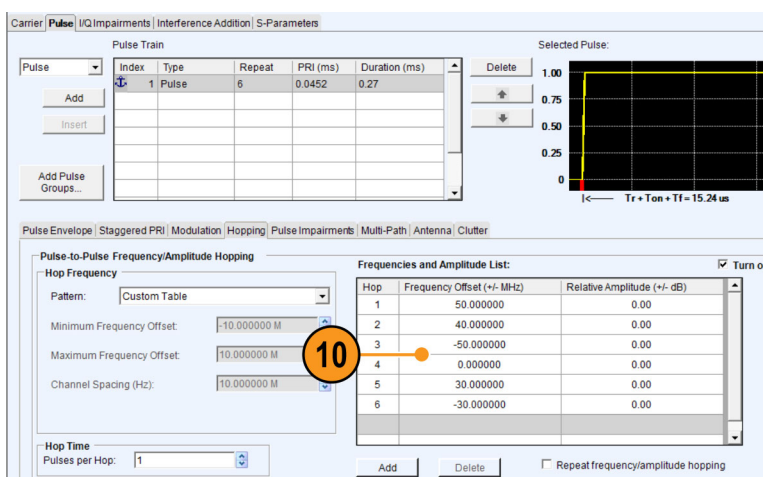 Carrier Pulse I/Q Impairments Interference Addition S-Parameters
Pulse Train
Selected Pulse:
Pulse
Index Type Repeat PRI (ms) Duration (ms)
1 Pulse 6 0.0452 0.27
Add
Insert
Add Pulse
Groups...
Delete
1.00
0.75
0.50
0.25
0
|<—— Tr + Ton + Tf = 15.24 us
Pulse Envelope Staggered PRI Modulation Hopping Pulse Impairments Multi-Path Antenna Clutter
Pulse-to-Pulse Frequency/Amplitude Hopping
Hop Frequency
Pattern: Custom Table
Minimum Frequency Offset: -10.000000 M
Maximum Frequency Offset: 10.000000 M
Channel Spacing (Hz): 10.000000 M
10
Hop Time
Pulses per Hop: 1
Frequencies and Amplitude List:
Turn o
Hop Frequency Offset (+/- MHz) Relative Amplitude (+/- dB)
1 50.000000 0.00
2 40.000000 0.00
3 -50.000000 0.00
4 0.000000 0.00
5 30.000000 0.00
6 -30.000000 0.00
Add Delete Repeat frequency/amplitude hopping